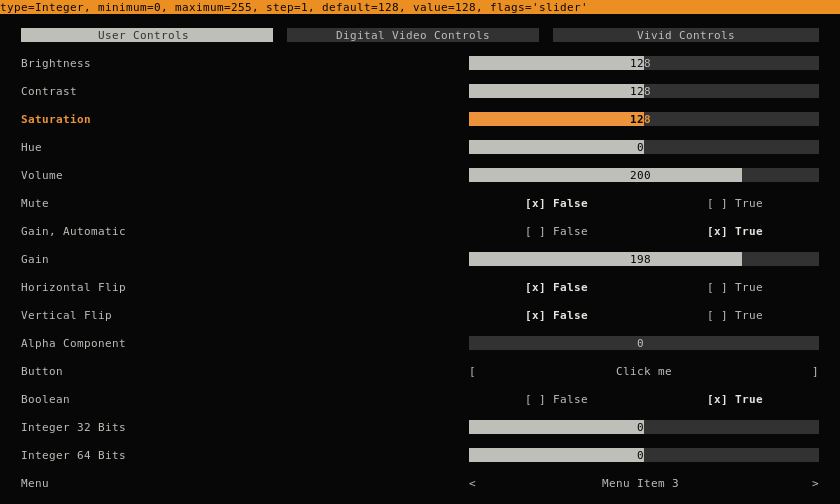 type=Integer, minimum=0, maximum=255, step=1, default=128, value=128, flags='slider'
User Controls Digital Video Controls Vivid Controls
Brightness 128
Contrast 128
Saturation 128
Hue 0
Volume 200
Mute [x] False [ ] True
Gain, Automatic [ ] False [x] True
Gain 198
Horizontal Flip [x] False [ ] True
Vertical Flip [x] False [ ] True
Alpha Component 0
Button [ Click me ]
Boolean [ ] False [x] True
Integer 32 Bits 0
Integer 64 Bits 0
Menu < Menu Item 3 >